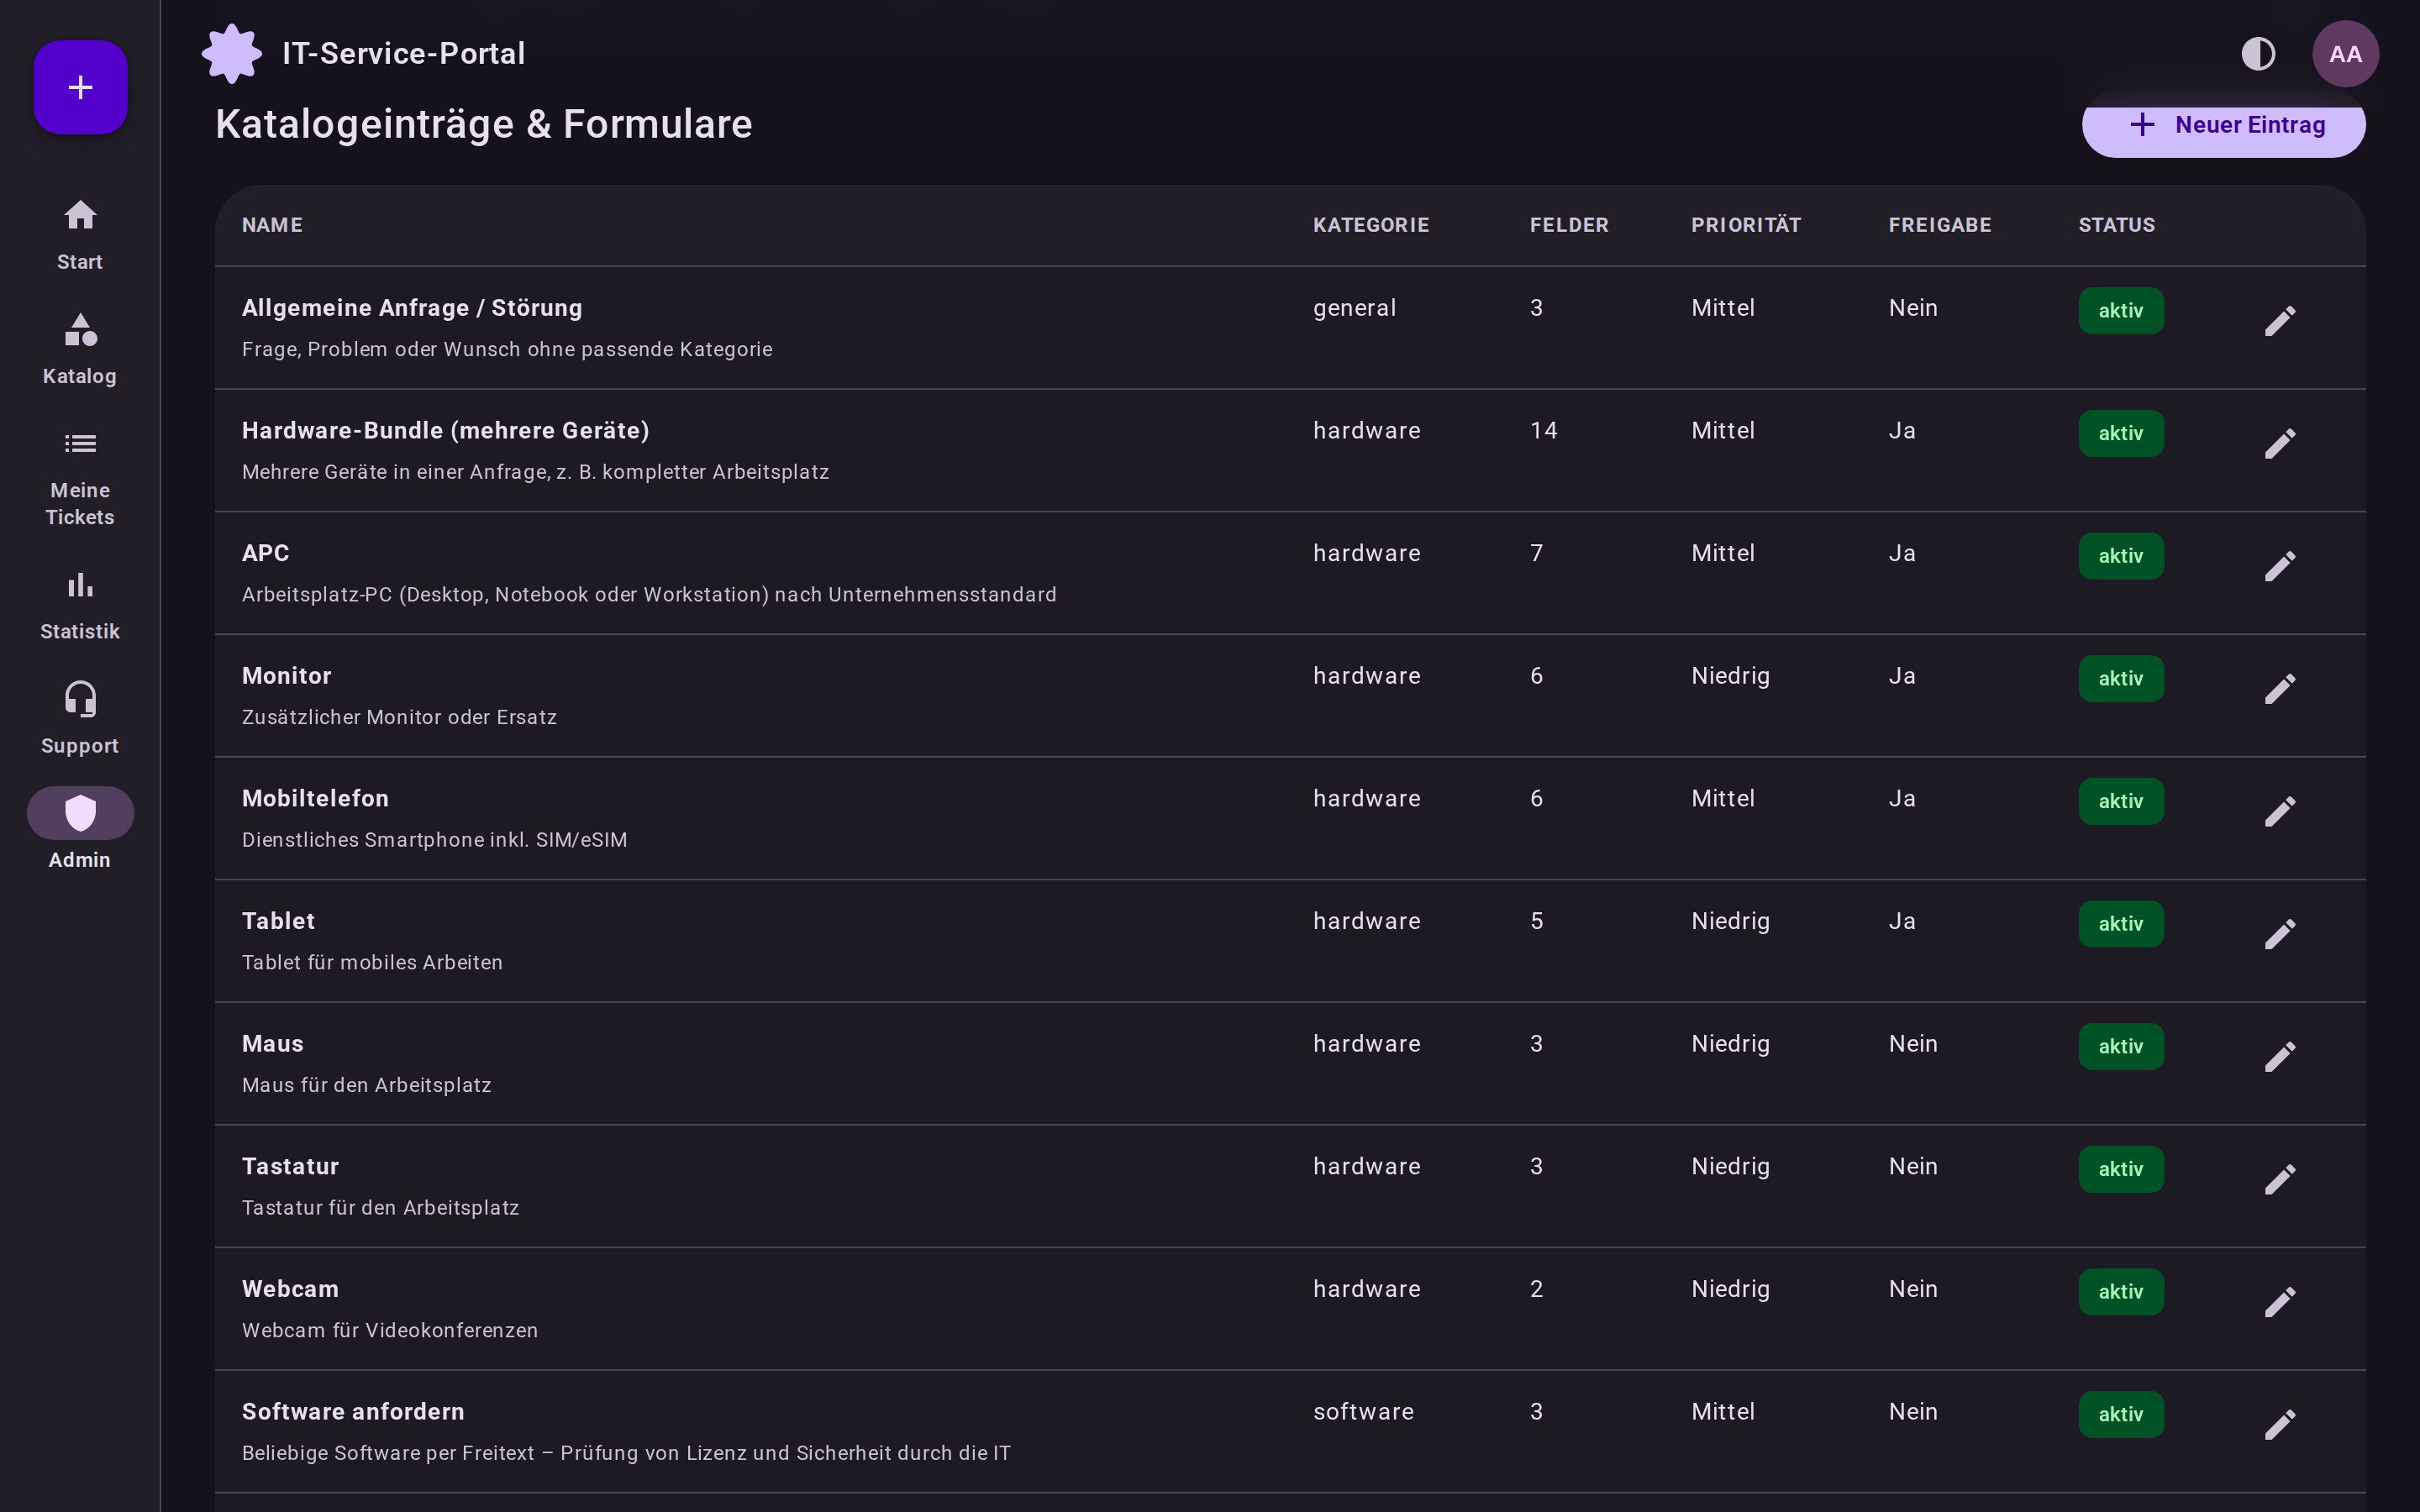 IT-Service-Portal
AA
Katalogeinträge & Formulare
Neuer Eintrag
Start
Katalog
Meine
Tickets
Statistik
Support
Admin
NAME KATEGORIE FELDER PRIORITÄT FREIGABE STATUS
Allgemeine Anfrage / Störung general 3 Mittel Nein aktiv
Frage, Problem oder Wunsch ohne passende Kategorie
Hardware-Bundle (mehrere Geräte) hardware 14 Mittel Ja aktiv
Mehrere Geräte in einer Anfrage, z. B. kompletter Arbeitsplatz
APC hardware 7 Mittel Ja aktiv
Arbeitsplatz-PC (Desktop, Notebook oder Workstation) nach Unternehmensstandard
Monitor hardware 6 Niedrig Ja aktiv
Zusätzlicher Monitor oder Ersatz
Mobiltelefon hardware 6 Mittel Ja aktiv
Dienstliches Smartphone inkl. SIM/eSIM
Tablet hardware 5 Niedrig Ja aktiv
Tablet für mobiles Arbeiten
Maus hardware 3 Niedrig Nein aktiv
Maus für den Arbeitsplatz
Tastatur hardware 3 Niedrig Nein aktiv
Tastatur für den Arbeitsplatz
Webcam hardware 2 Niedrig Nein aktiv
Webcam für Videokonferenzen
Software anfordern software 3 Mittel Nein aktiv
Beliebige Software per Freitext – Prüfung von Lizenz und Sicherheit durch die IT